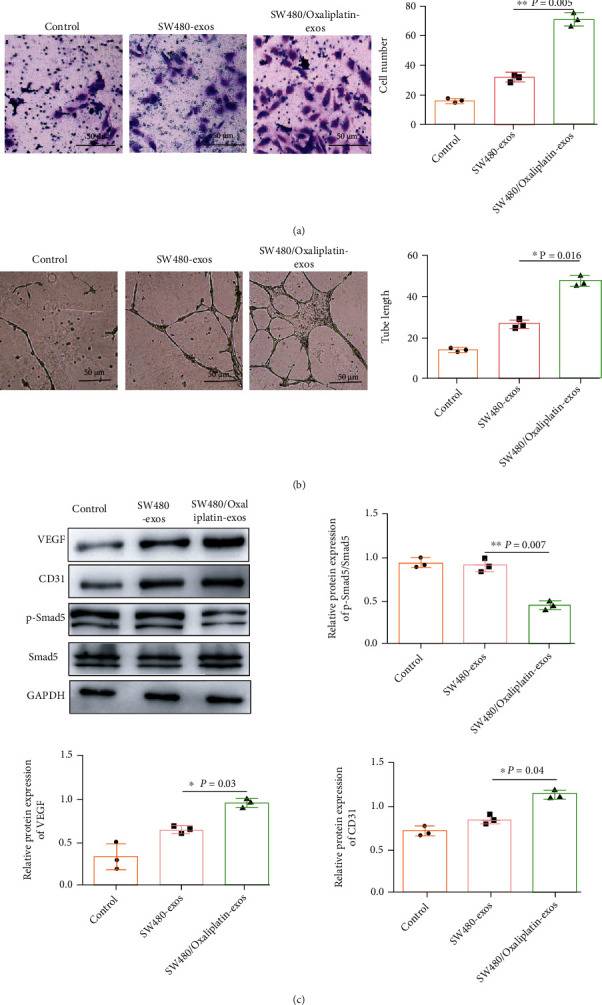 Control
SW480-exos
SW480/Oxaliplatin-
exos
50 μm
50 μm
50 μm
Cell number
80
60
40
20
0
** P = 0.005
Control
SW480-exos
SW480/Oxaliplatin-exos
(a)
Control
SW480-exos
SW480/Oxaliplatin-
exos
50 μm
50 μm
50 μm
Tube length
60
40
20
0
* P = 0.016
Control
SW480-exos
SW480/Oxaliplatin-exos
(b)
Control
SW480
-exos
SW480/Oxal
iplatin-exos
VEGF
CD31
p-Smad5
Smad5
GAPDH
Relative protein expression
of p-Smad5/Smad5
1.5
1.0
0.5
0.0
** P = 0.007
Control
SW480-exos
SW480/Oxaliplatin-exos
Relative protein expression
of VEGF
1.5
1.0
0.5
0.0
* P = 0.03
Control
SW480-exos
SW480/Oxaliplatin-exos
Relative protein expression
of CD31
1.5
1.0
0.5
0.0
* P = 0.04
Control
SW480-exos
SW480/Oxaliplatin-exos
(c)